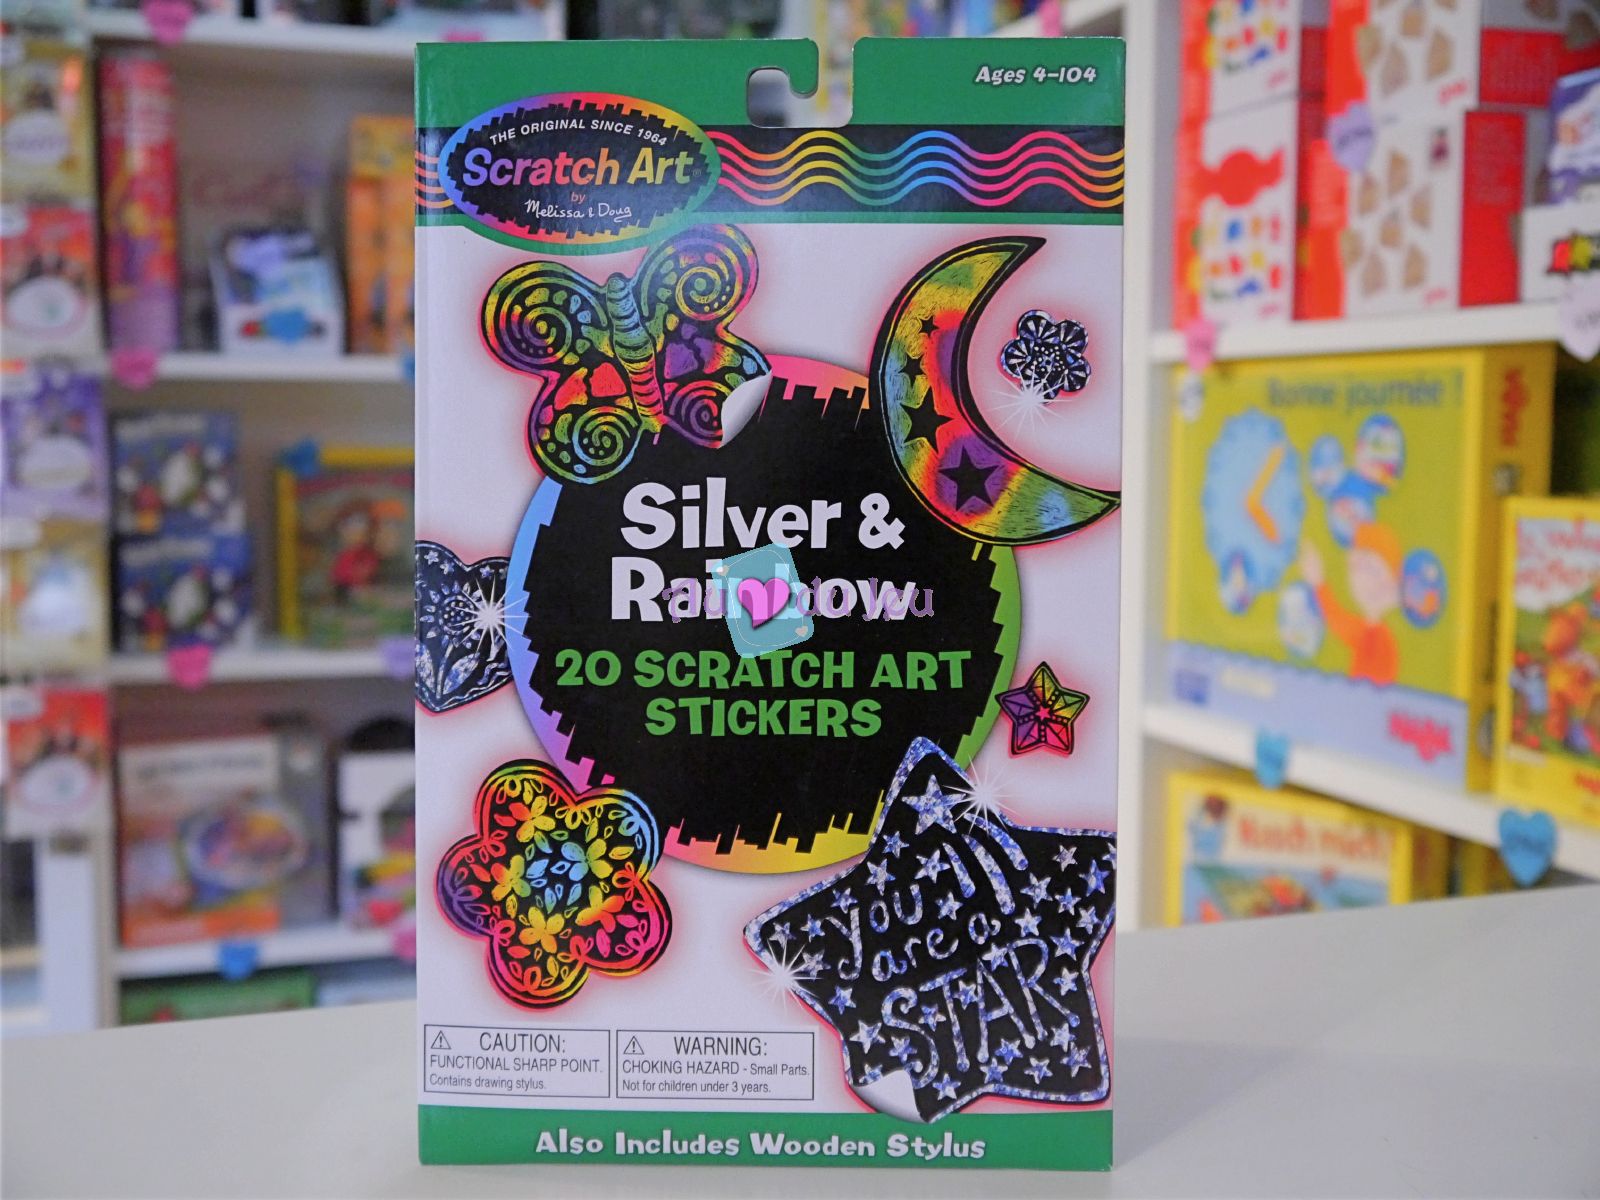 Ages 4–104
THE ORIGINAL SINCE 1964
Scratch Art®
by
Melissa & Doug
Silver &
Rainbow
20 SCRATCH ART
STICKERS
you
are a
STAR
CAUTION:
FUNCTIONAL SHARP POINT.
Contains drawing stylus.
WARNING:
CHOKING HAZARD - Small Parts.
Not for children under 3 years.
Also Includes Wooden Stylus
Bonne journée !